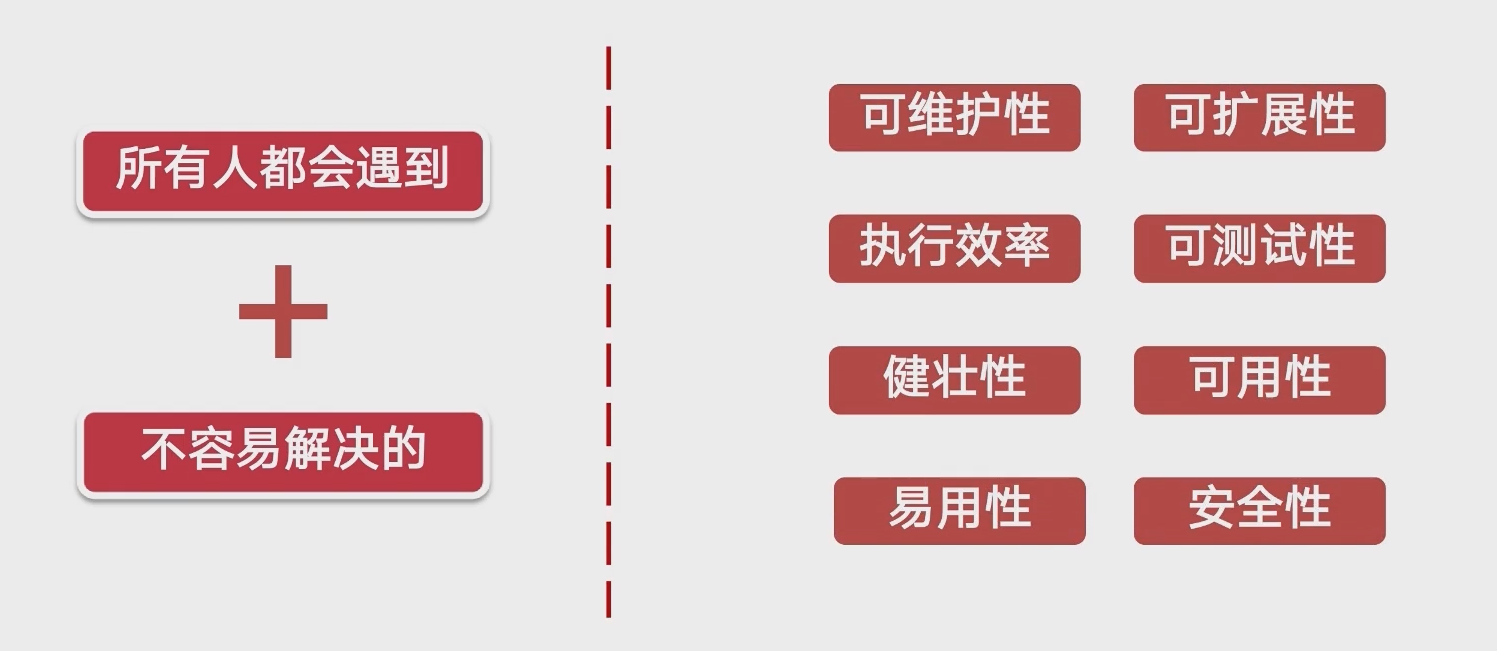 所有人都会遇到
不容易解决的
可维护性 可扩展性
执行效率 可测试性
健壮性 可用性
易用性 安全性